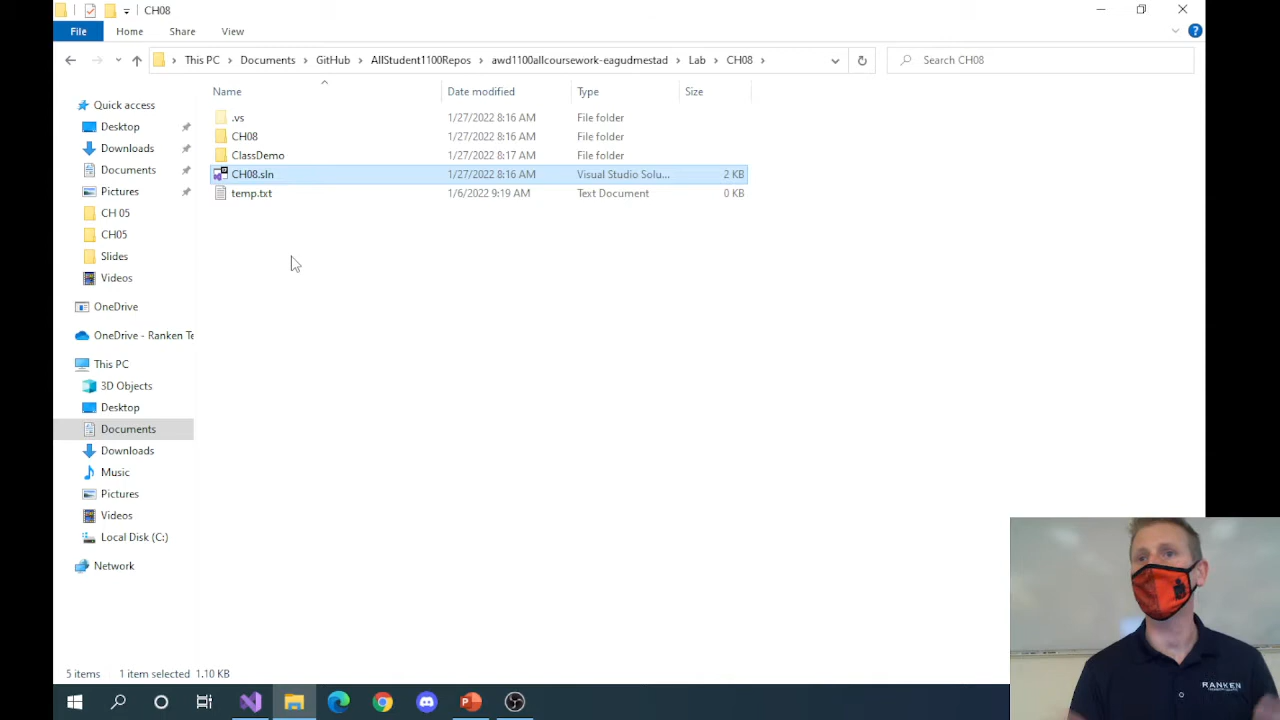 CH08
File
Home
Share
View
This PC
Documents
GitHub
AllStudent1100Repos
awd1100allcoursework-eagudmestad
Lab
CH08
Search CH08
Name
Date modified
Type
Size
.vs
1/27/2022 8:16 AM
File folder
CH08
1/27/2022 8:16 AM
File folder
ClassDemo
1/27/2022 8:17 AM
File folder
CH08.sln
1/27/2022 8:16 AM
Visual Studio Solu...
2 KB
temp.txt
1/6/2022 9:19 AM
Text Document
0 KB
Quick access
Desktop
Downloads
Documents
Pictures
CH 05
CH05
Slides
Videos
OneDrive
OneDrive - Ranken Te
This PC
3D Objects
Desktop
Documents
Downloads
Music
Pictures
Videos
Local Disk (C:)
Network
5 items
1 item selected 1.10 KB
RANKEN